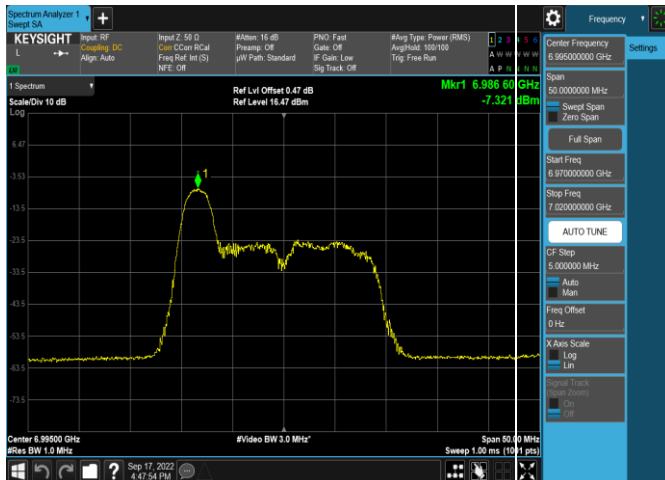 Spectrum Analyzer 1
Swept SA
+
Frequency
KEYSIGHT
L
Input: RF
Coupling: DC
Align: Auto
Input Z: 50 Ω
Corr CCorr RCal
Freq Ref: Int (S)
NFE: Off
#Atten: 16 dB
Preamp: Off
µW Path: Standard
PNO: Fast
Gate: Off
IF Gain: Low
Sig Track: Off
#Avg Type: Power (RMS)
Avg|Hold: 100/100
Trig: Free Run
1 2 3 4 5 6
A W W W W W
A P N N N N
1 Spectrum
Scale/Div 10 dB
Log
Ref Lvl Offset 0.47 dB
Ref Level 16.47 dBm
Mkr1 6.986 60 GHz
-7.321 dBm
1
6.47
-3.53
-13.5
-23.5
-33.5
-43.5
-53.5
-63.5
-73.5
Center 6.99500 GHz
#Res BW 1.0 MHz
#Video BW 3.0 MHz*
Span 50.00 MHz
Sweep 1.00 ms (1001 pts)
Sep 17, 2022
4:47:54 PM
?
Settings
Center Frequency
6.995000000 GHz
Span
50.0000000 MHz
Swept Span
Zero Span
Full Span
Start Freq
6.970000000 GHz
Stop Freq
7.020000000 GHz
AUTO TUNE
CF Step
5.000000 MHz
Auto
Man
Freq Offset
0 Hz
X Axis Scale
Log
Lin
Signal Track
(Span Zoom)
On
Off